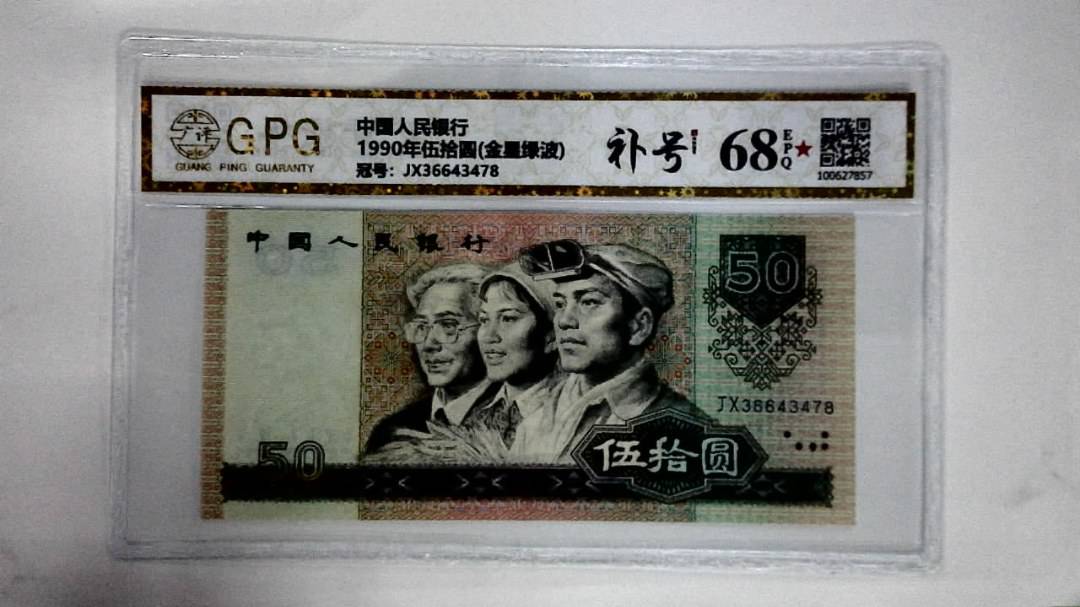 GPG
GUANG PING GUARANTY
中国人民银行
1990年伍拾圆(金星绿波)
冠号: JX36643478
补号
68
EPQ
100627857
中国人民银行
50
JX36643478
50
伍拾圆